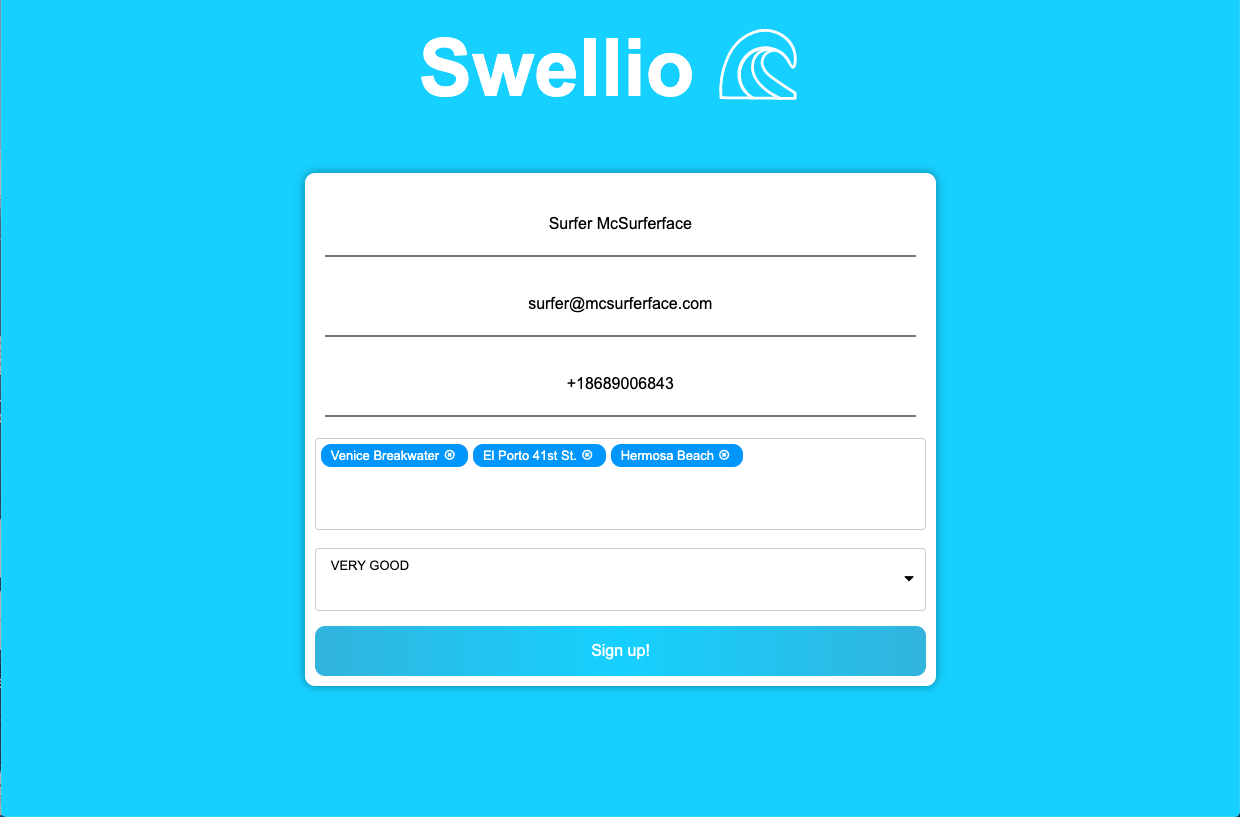 Swellio
Surfer McSurferface
surfer@mcsurferface.com
+18689006843
Venice Breakwater El Porto 41st St. Hermosa Beach
VERY GOOD
Sign up!